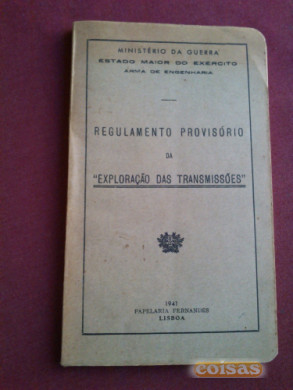 MINISTÉRIO DA GUERRA
ESTADO MAIOR DO EXERCITO
ARMA DE ENGENHARIA
REGULAMENTO PROVISÓRIO
DA
"EXPLORAÇÃO DAS TRANSMISSÕES"
1941
PAPELARIA FERNANDES
LISBOA
coisas